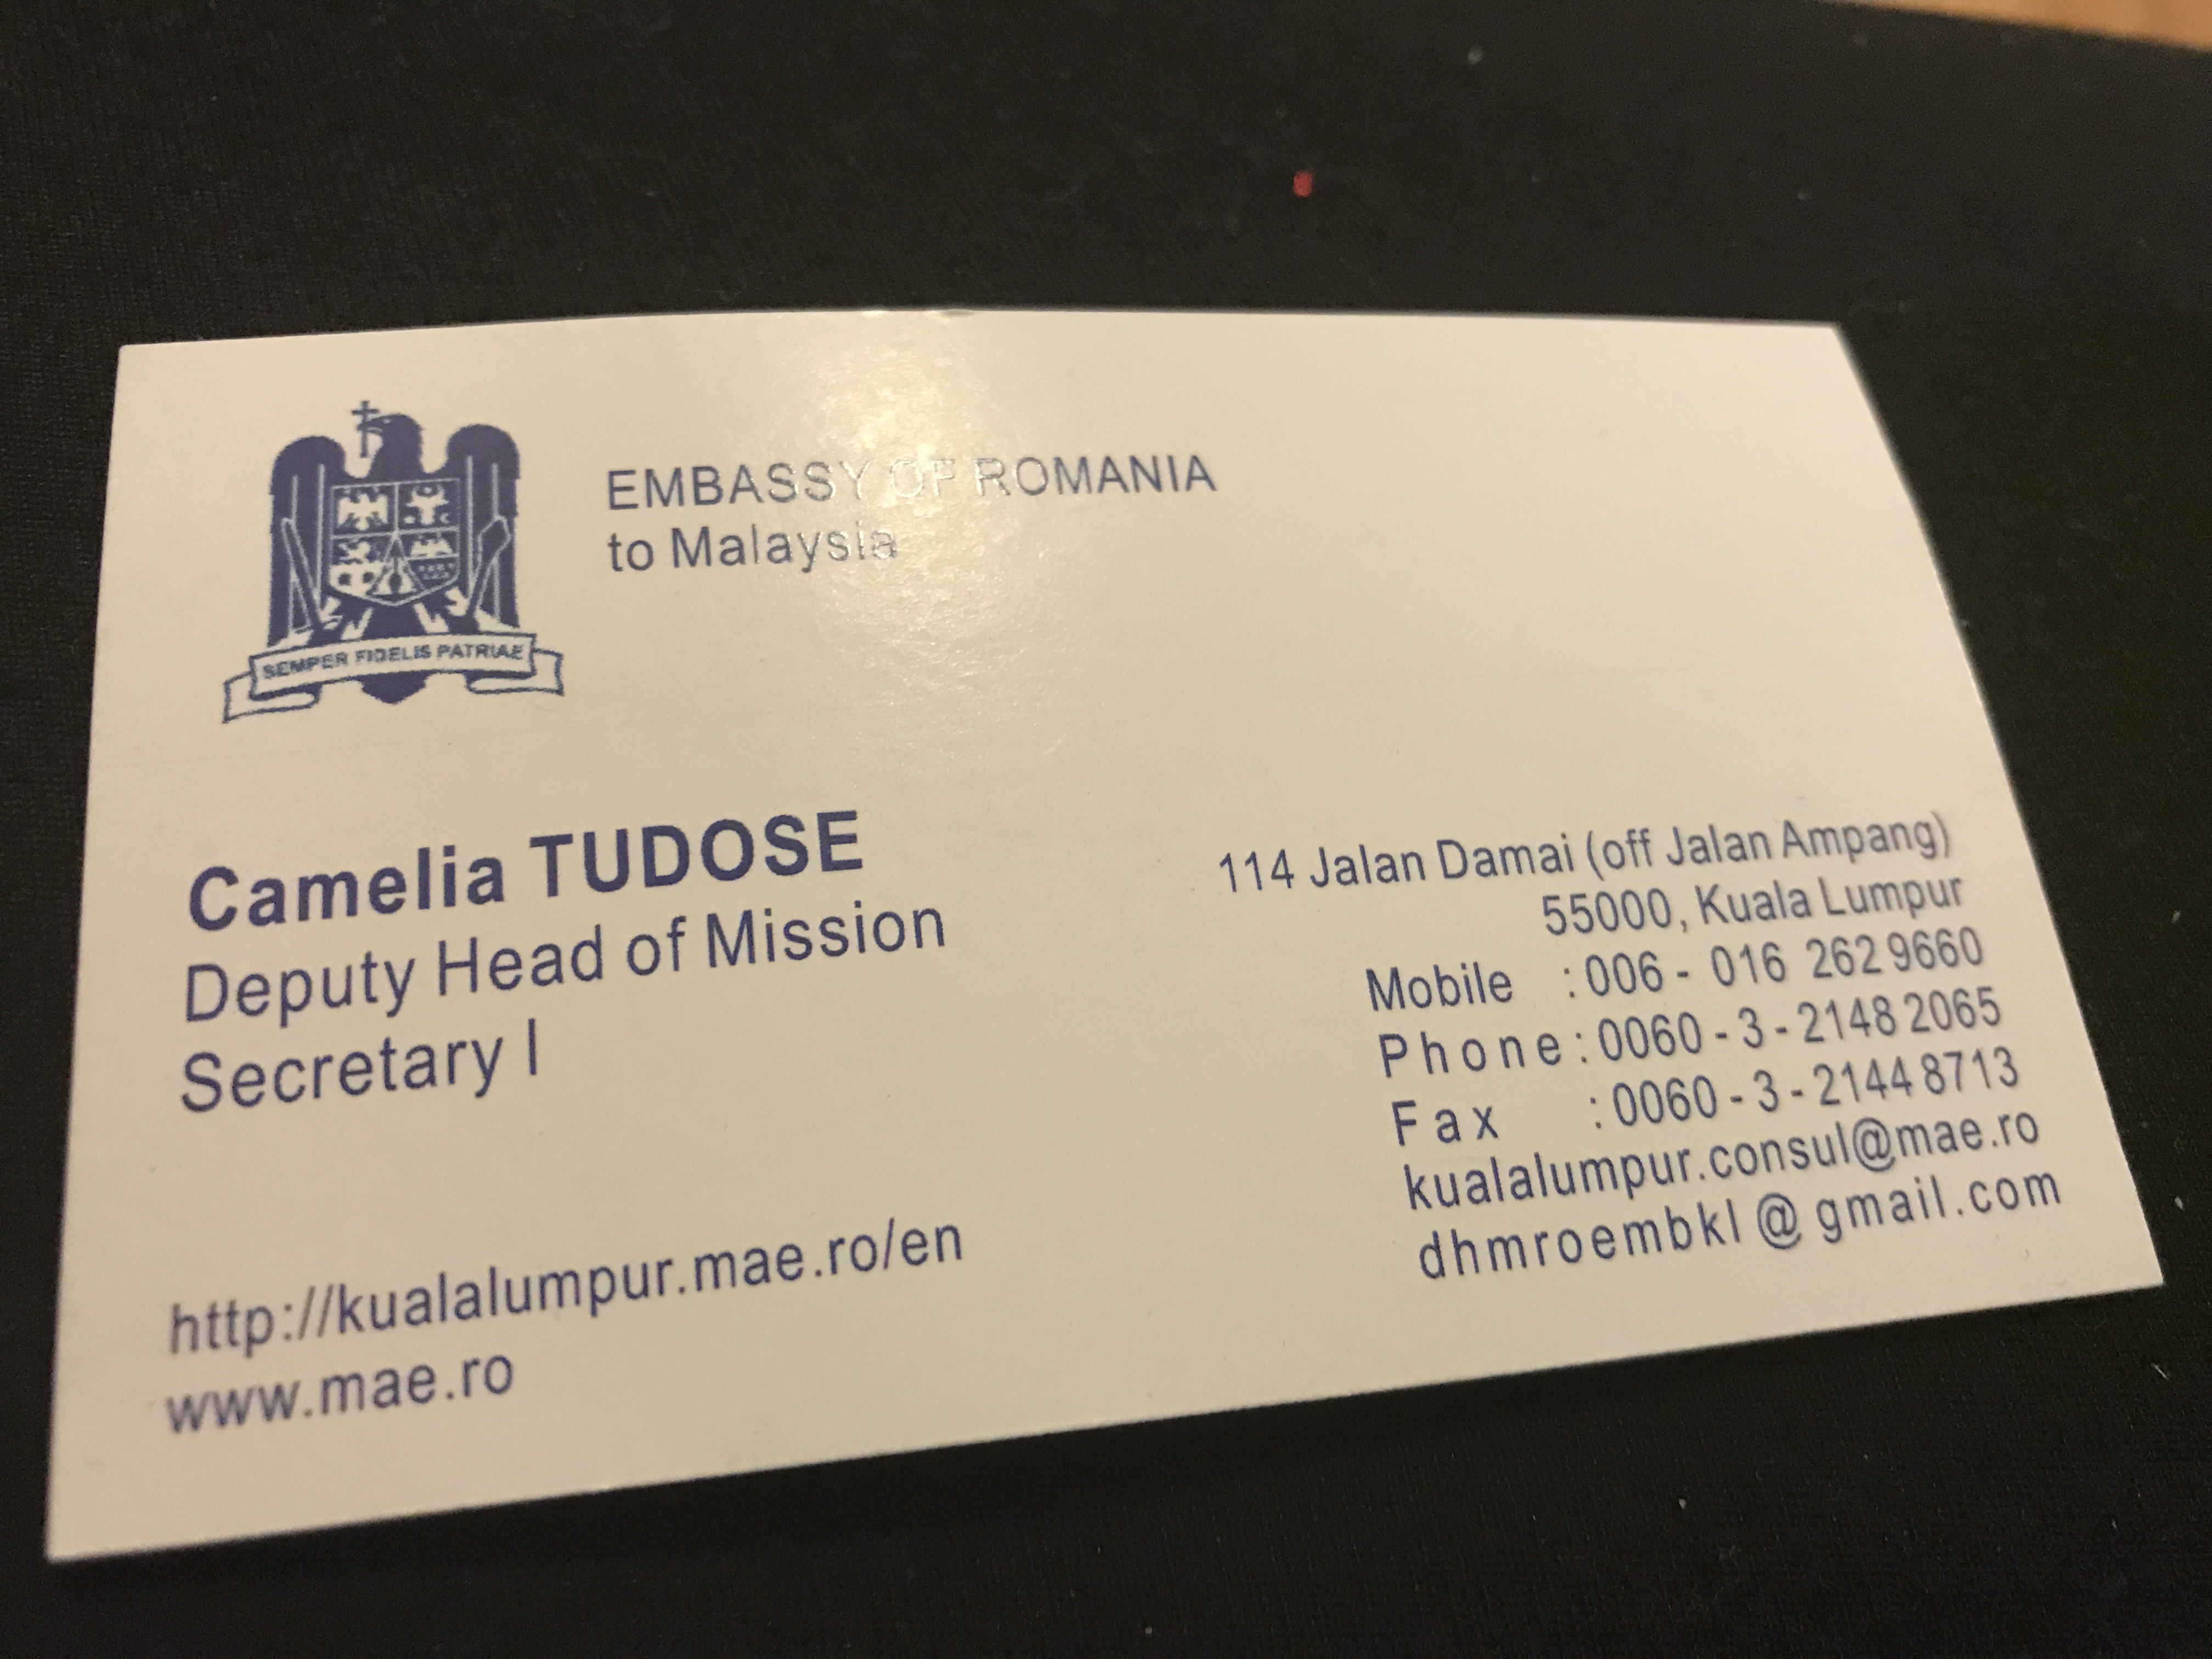 EMBASSY OF ROMANIA
to Malaysia
SEMPER FIDELIS PATRIAE
Camelia TUDOSE
Deputy Head of Mission
Secretary I
http://kualalumpur.mae.ro/en
www.mae.ro
114 Jalan Damai (off Jalan Ampang)
55000, Kuala Lumpur
Mobile : 006 - 016 262 9660
Phone : 0060 - 3 - 2148 2065
Fax : 0060 - 3 - 2144 8713
kualalumpur.consul@mae.ro
dhmroembkl @ gmail.com